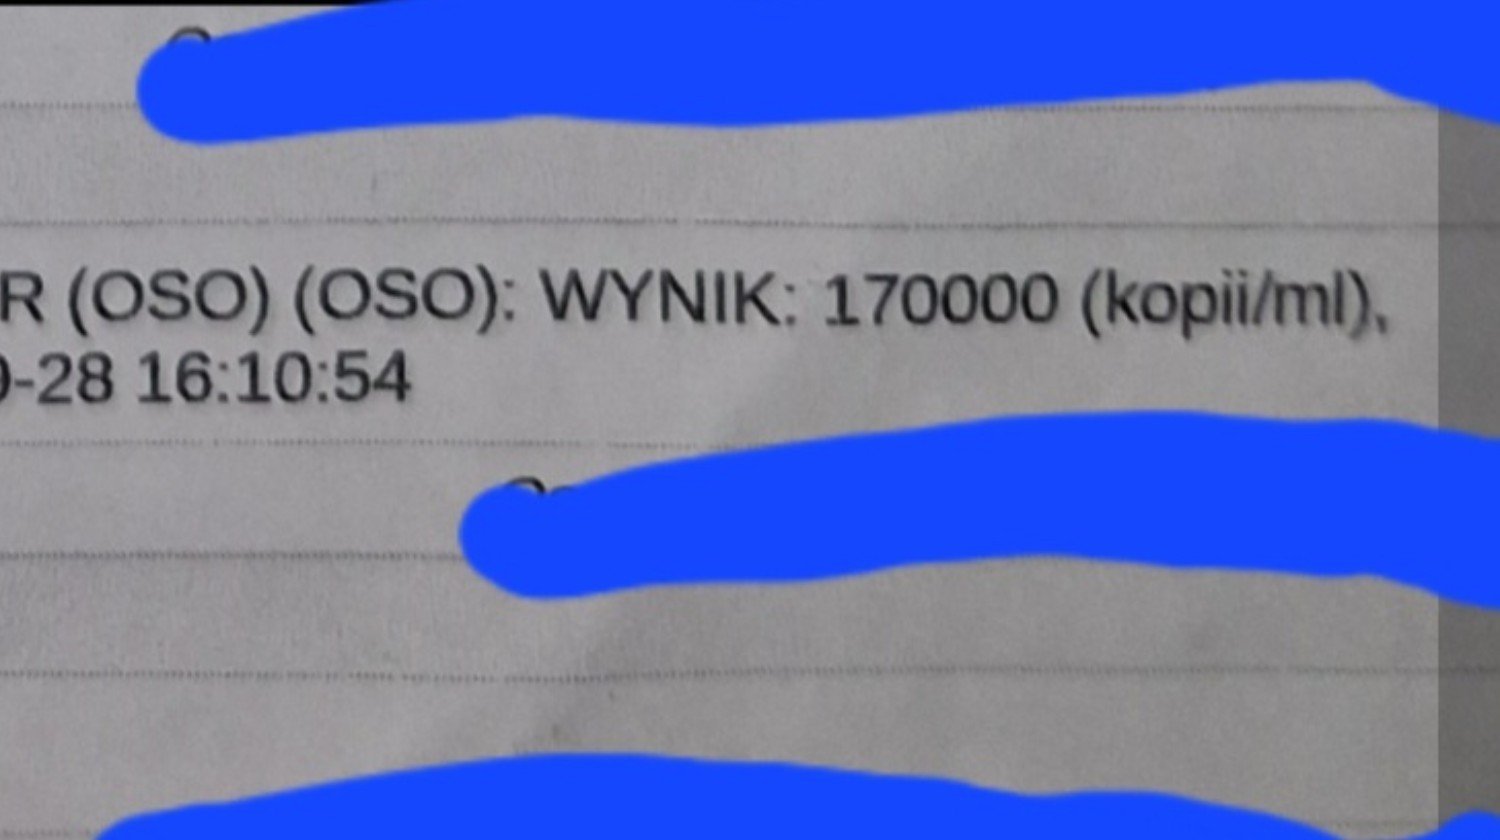 R (OSO) (OSO): WYNIK: 170000 (kopii/ml),
-28 16:10:54